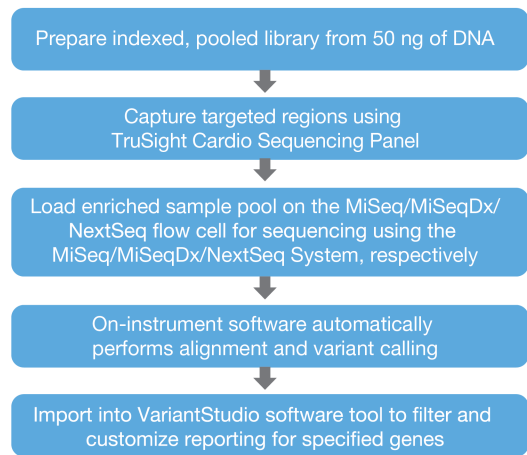 Prepare indexed, pooled library from 50 ng of DNA
Capture targeted regions using
TruSight Cardio Sequencing Panel
Load enriched sample pool on the MiSeq/MiSeqDx/
NextSeq flow cell for sequencing using the
MiSeq/MiSeqDx/NextSeq System, respectively
On-instrument software automatically
performs alignment and variant calling
Import into VariantStudio software tool to filter and
customize reporting for specified genes